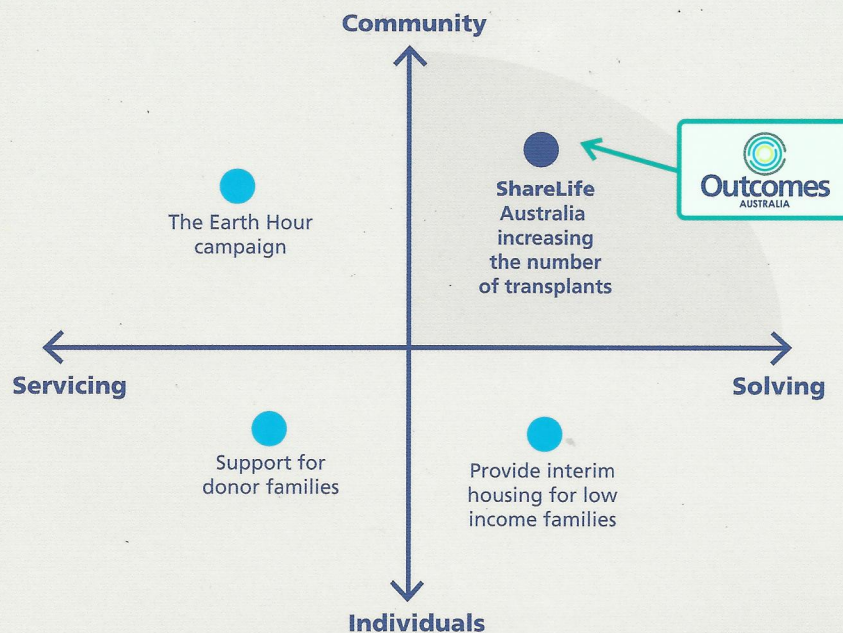 Community
The Earth Hour
campaign
ShareLife
Australia
increasing
the number
of transplants
Outcomes
AUSTRALIA
Servicing
Solving
Support for
donor families
Provide interim
housing for low
income families
Individuals